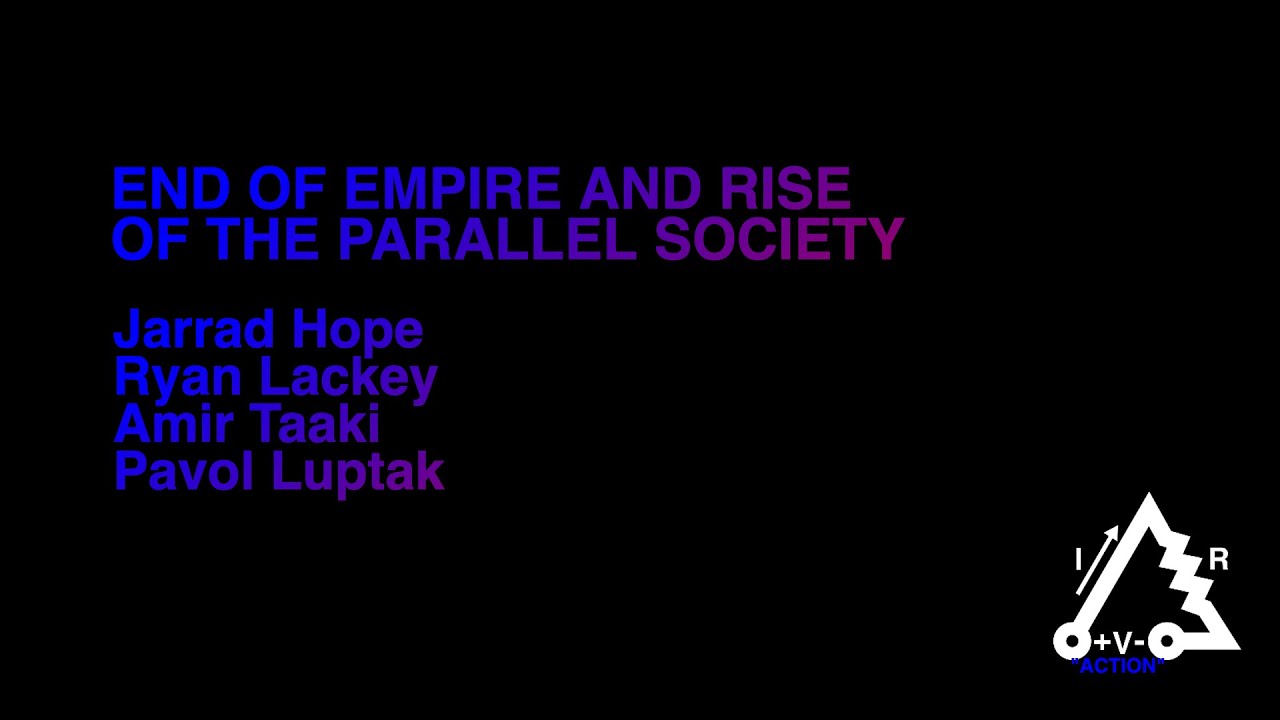 END OF EMPIRE AND RISE
OF THE PARALLEL SOCIETY
Jarrad Hope
Ryan Lackey
Amir Taaki
Pavol Luptak
I
R
+V-
"ACTION"